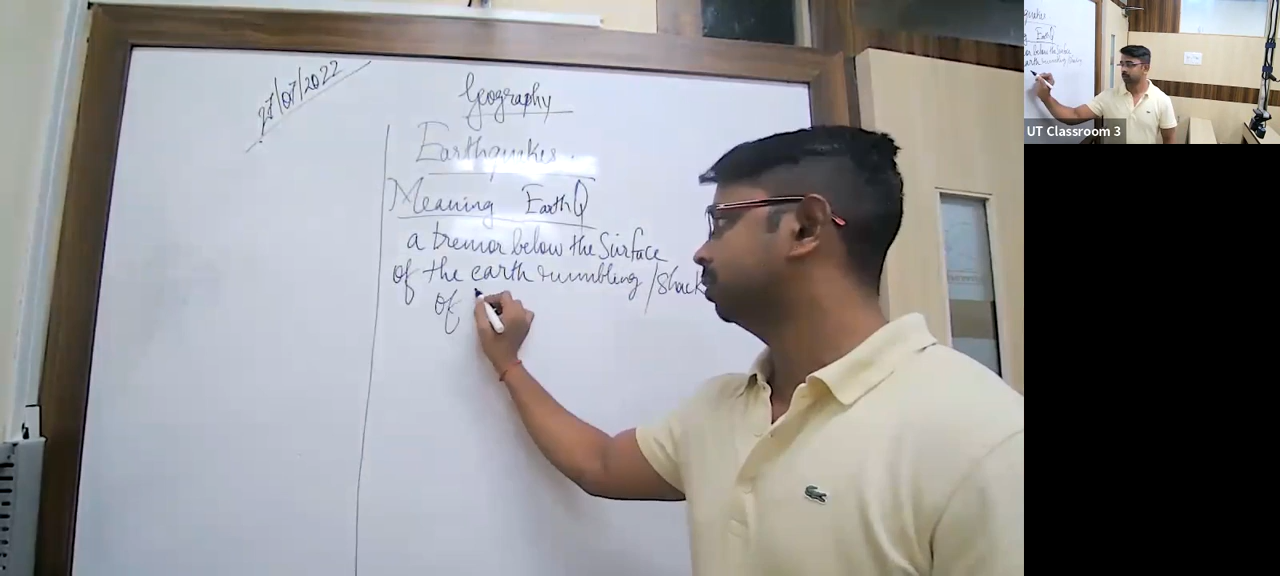 27/07/2022
Geography
Earthquakes.
Meaning EarthQ
a tremor below the Surface
of the earth rumbling / Shack
of
UT Classroom 3